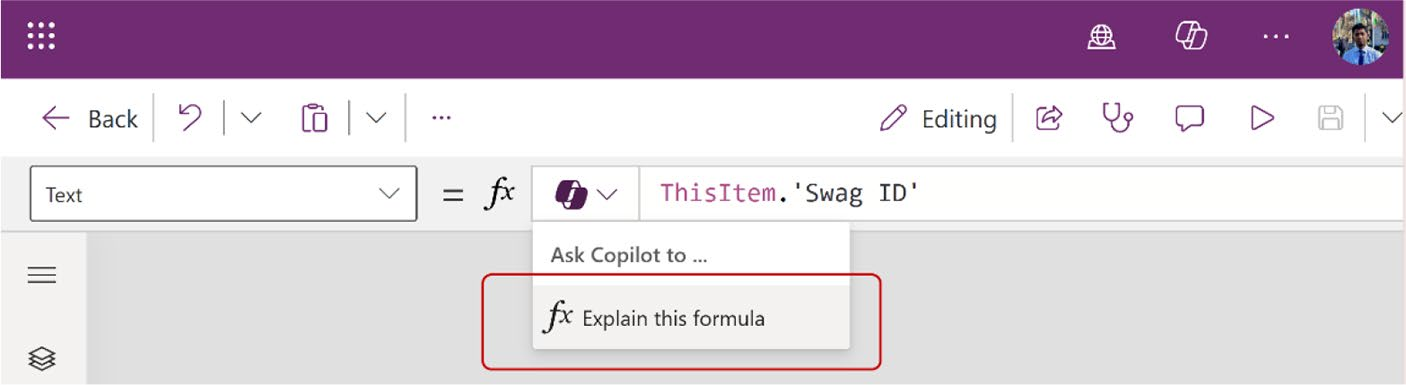 Back
...
Editing
Text
= fx
ThisItem.'Swag ID'
Ask Copilot to ...
fx Explain this formula